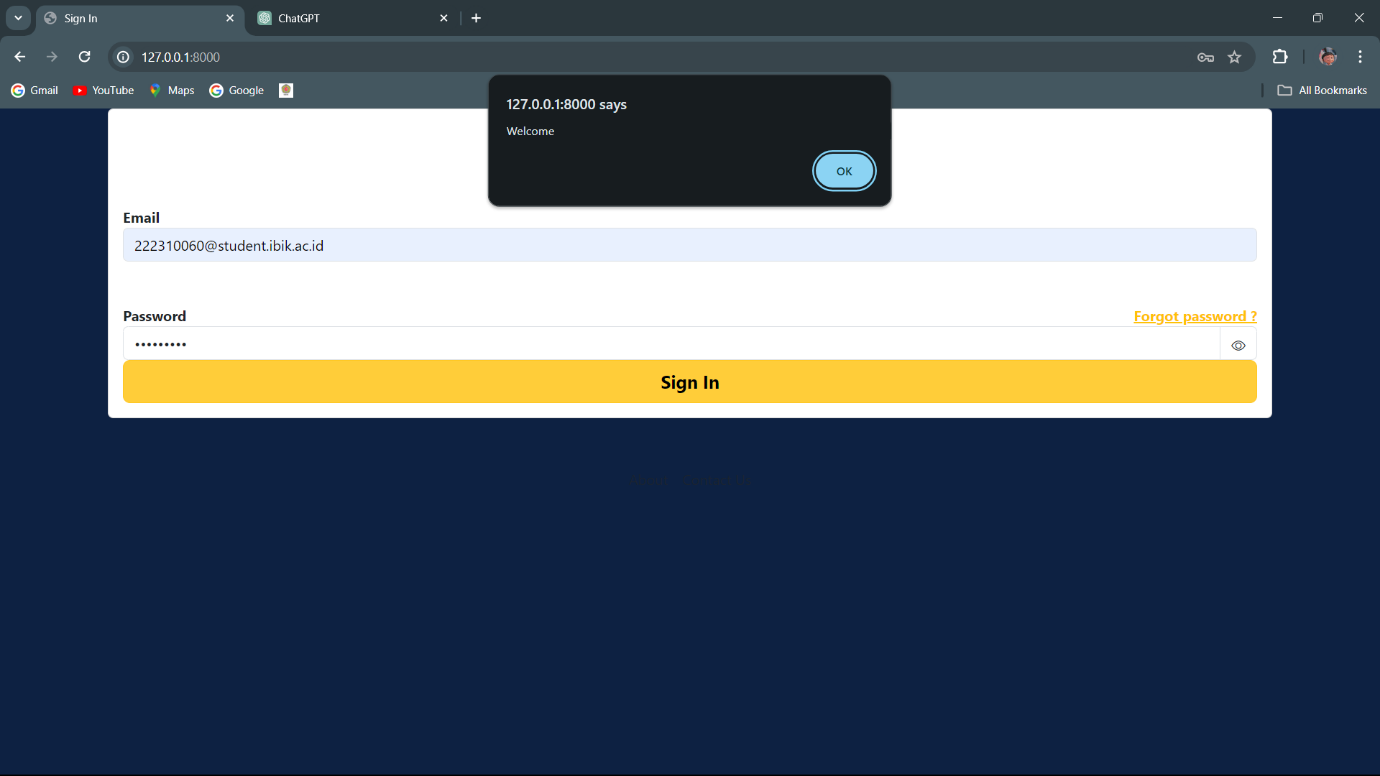 Sign In
ChatGPT
127.0.0.1:8000
Gmail
YouTube
Maps
Google
All Bookmarks
127.0.0.1:8000 says
Welcome
OK
Email
222310060@student.ibik.ac.id
Password
Forgot password ?
•••••••••
Sign In